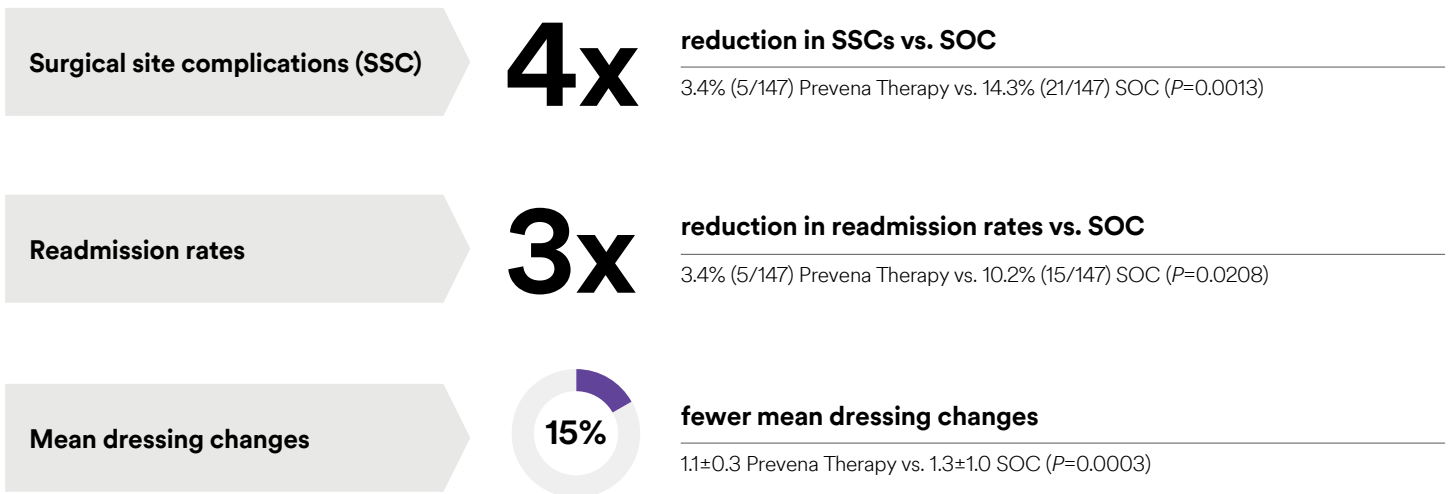 Surgical site complications (SSC)
4x
reduction in SSCs vs. SOC
3.4% (5/147) Prevena Therapy vs. 14.3% (21/147) SOC (P=0.0013)
Readmission rates
3x
reduction in readmission rates vs. SOC
3.4% (5/147) Prevena Therapy vs. 10.2% (15/147) SOC (P=0.0208)
Mean dressing changes
15%
fewer mean dressing changes
1.1±0.3 Prevena Therapy vs. 1.3±1.0 SOC (P=0.0003)